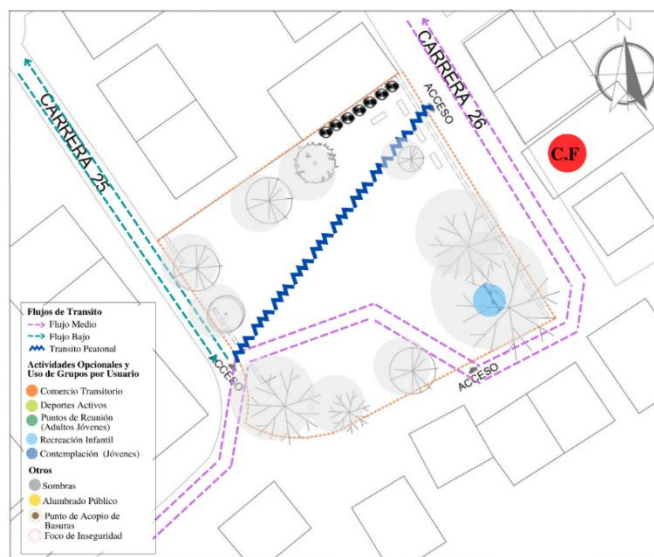 CARRERA 25
CARRERA 26
ACCESO
C.F
ACCESO
ACCESO
Flujos de Transito
Flujo Medio
Flujo Bajo
Transito Peatonal
Actividades Opcionales y
Uso de Grupos por Usuario
Comercio Transitorio
Deportes Activos
Puntos de Reunión
(Adultos Jóvenes)
Recreación Infantil
Contemplación (Jóvenes)
Otros
Sombras
Alumbrado Público
Punto de Acopio de
Basuras
Foco de Inseguridad